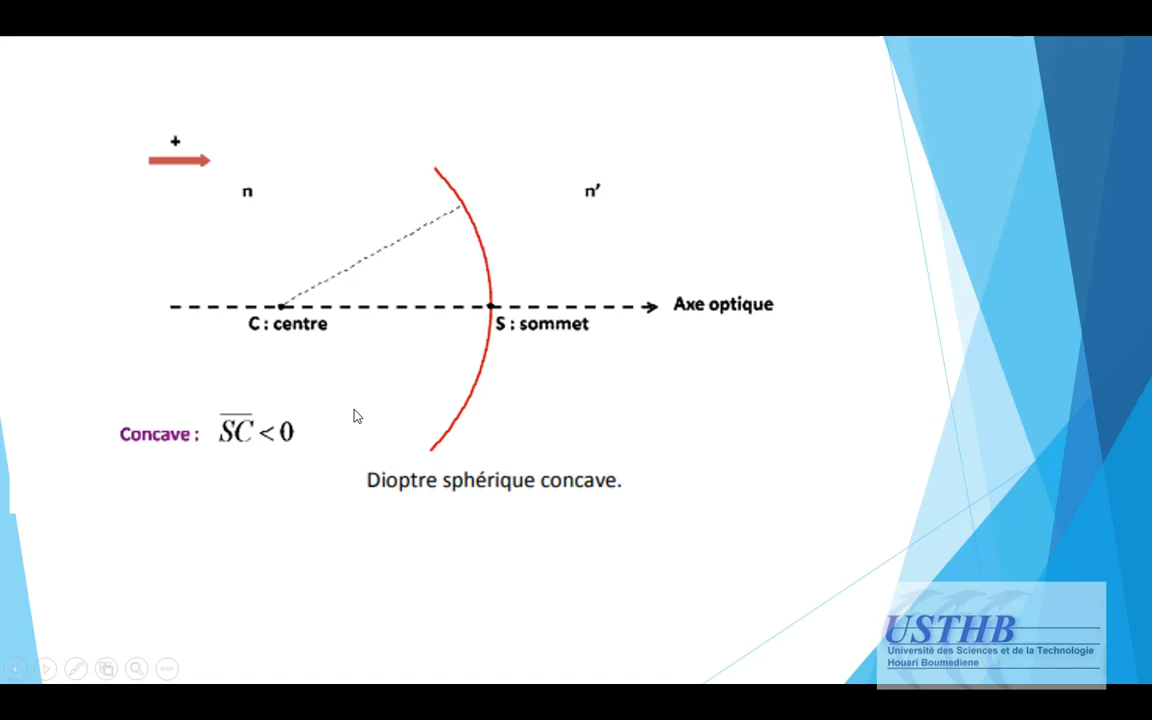 +
n
n’
Axe optique
C : centre
S : sommet
Concave : SC < 0
Dioptre sphérique concave.
USTHB
Université des Sciences et de la Technologie
Houari Boumediene